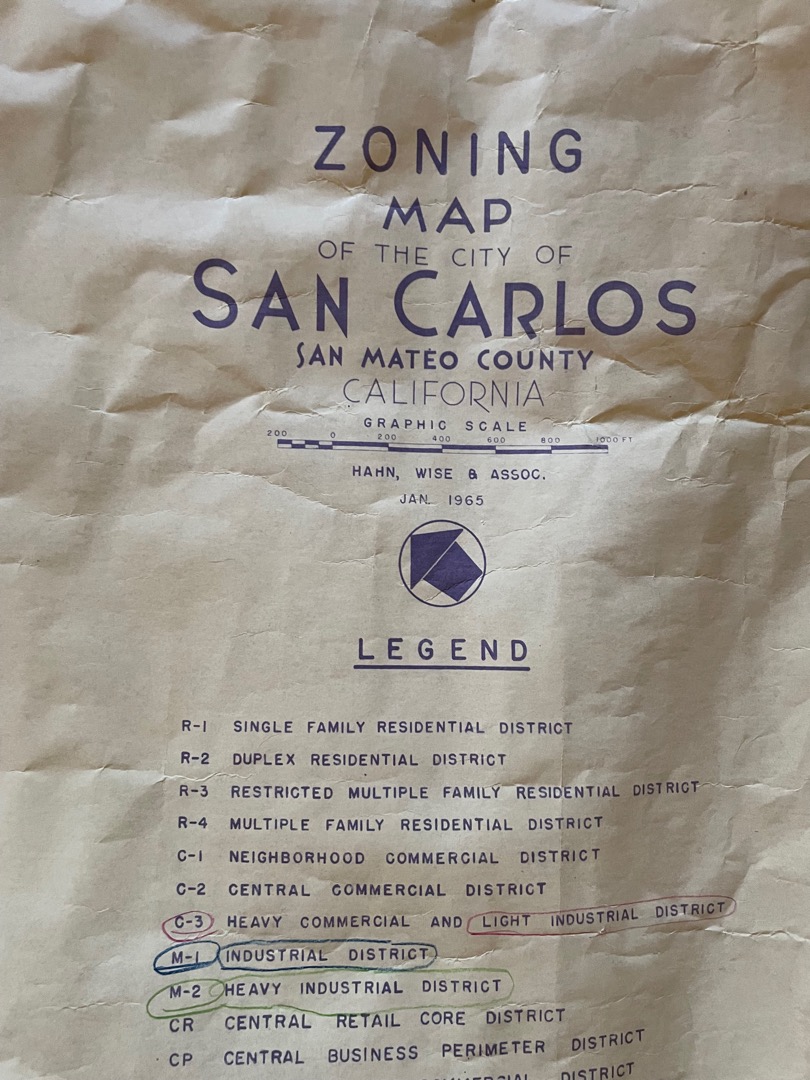 ZONING
MAP
OF THE CITY OF
SAN CARLOS
SAN MATEO COUNTY
CALIFORNIA
GRAPHIC SCALE
200 0 200 400 600 800 1000 FT
HAHN, WISE & ASSOC.
JAN. 1965
LEGEND
R-1 SINGLE FAMILY RESIDENTIAL DISTRICT
R-2 DUPLEX RESIDENTIAL DISTRICT
R-3 RESTRICTED MULTIPLE FAMILY RESIDENTIAL DISTRICT
R-4 MULTIPLE FAMILY RESIDENTIAL DISTRICT
C-1 NEIGHBORHOOD COMMERCIAL DISTRICT
C-2 CENTRAL COMMERCIAL DISTRICT
C-3 HEAVY COMMERCIAL AND LIGHT INDUSTRIAL DISTRICT
M-1 INDUSTRIAL DISTRICT
M-2 HEAVY INDUSTRIAL DISTRICT
CR CENTRAL RETAIL CORE DISTRICT
CP CENTRAL BUSINESS PERIMETER DISTRICT
DISTRICT